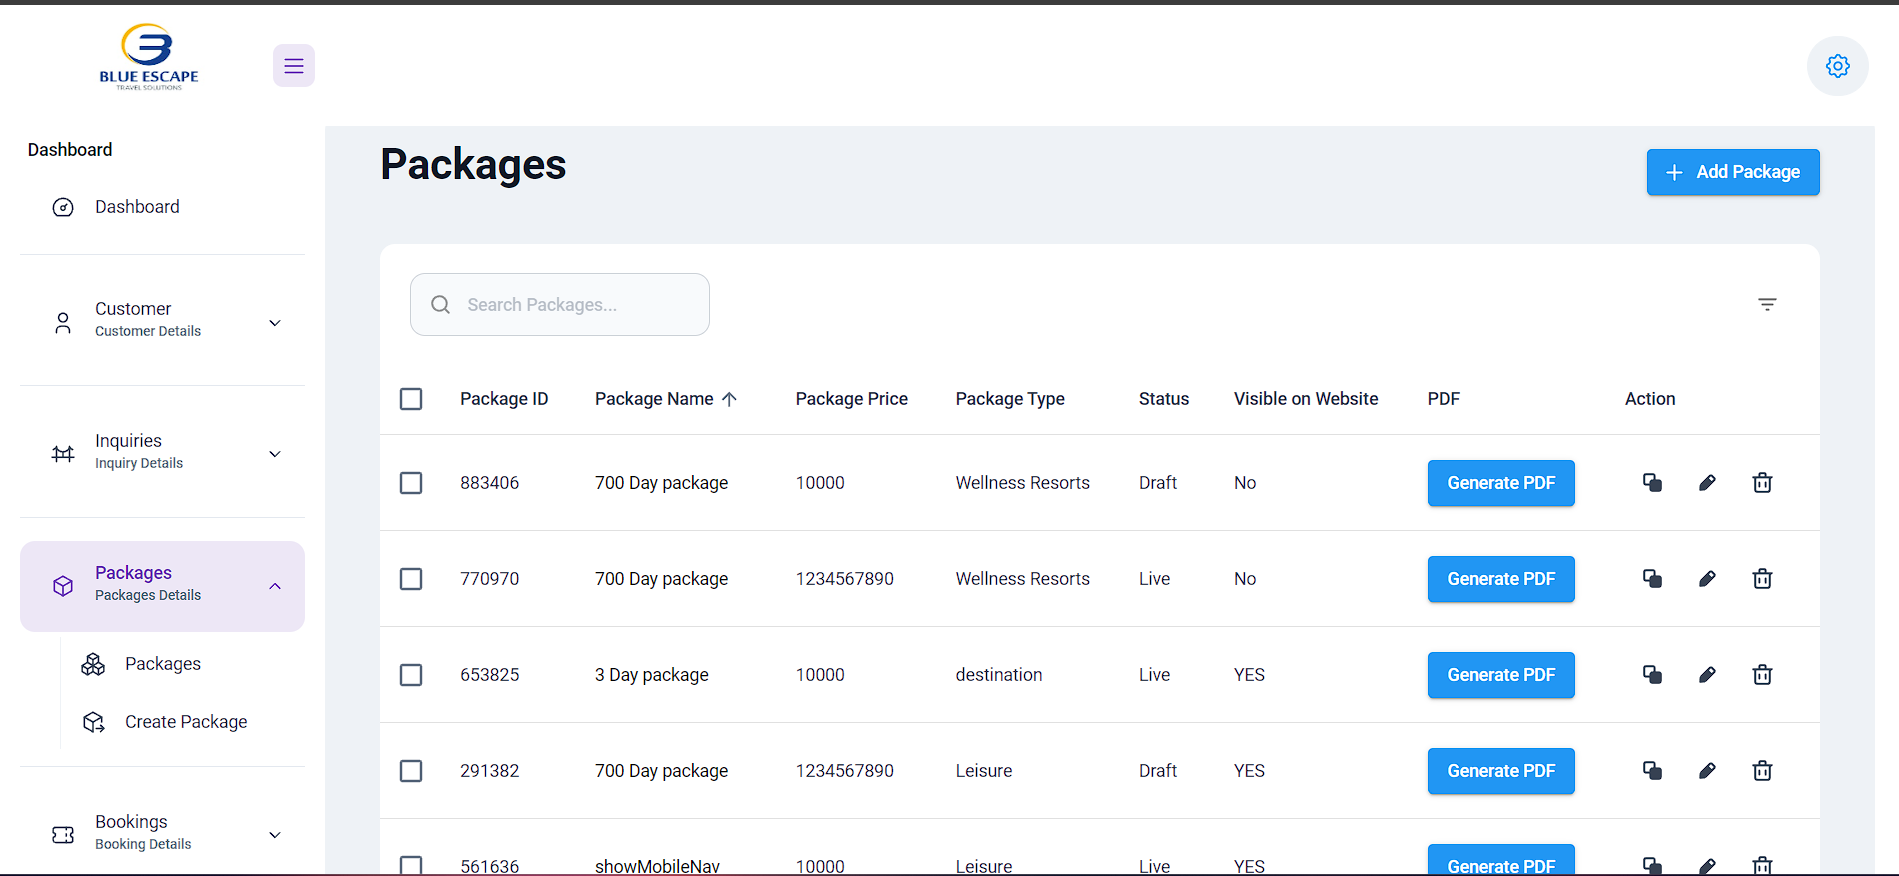 BLUE ESCAPE
TRAVEL SOLUTIONS
Dashboard
Dashboard
Customer
Customer Details
Inquiries
Inquiry Details
Packages
Packages Details
Packages
Create Package
Bookings
Booking Details
Packages
Add Package
Search Packages...
Package ID Package Name Package Price Package Type Status Visible on Website PDF Action
883406 700 Day package 10000 Wellness Resorts Draft No Generate PDF
770970 700 Day package 1234567890 Wellness Resorts Live No Generate PDF
653825 3 Day package 10000 destination Live YES Generate PDF
291382 700 Day package 1234567890 Leisure Draft YES Generate PDF
561636 showMobileNav 10000 Leisure Live YES Generate PDF